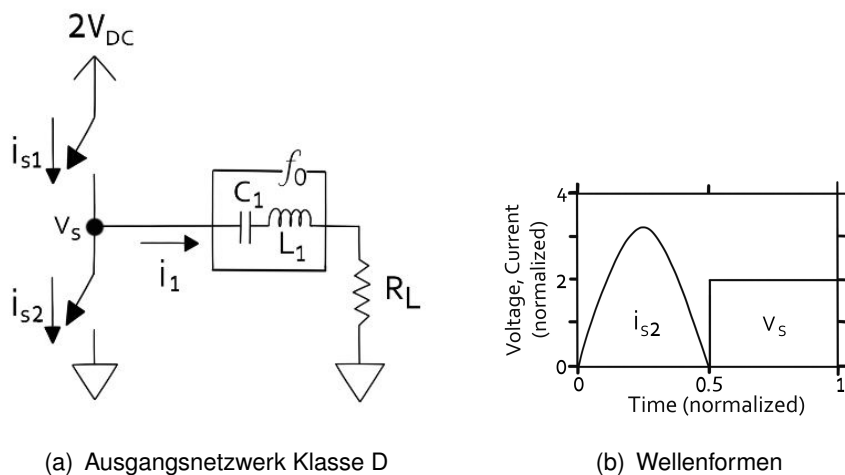 2V_DC
i_s1
f_0
C_1
L_1
V_s
i_1
i_s2
R_L
Voltage, Current
(normalized)
4
2
0
i_s2
V_s
0
0.5
1
Time (normalized)
(a) Ausgangsnetzwerk Klasse D
(b) Wellenformen